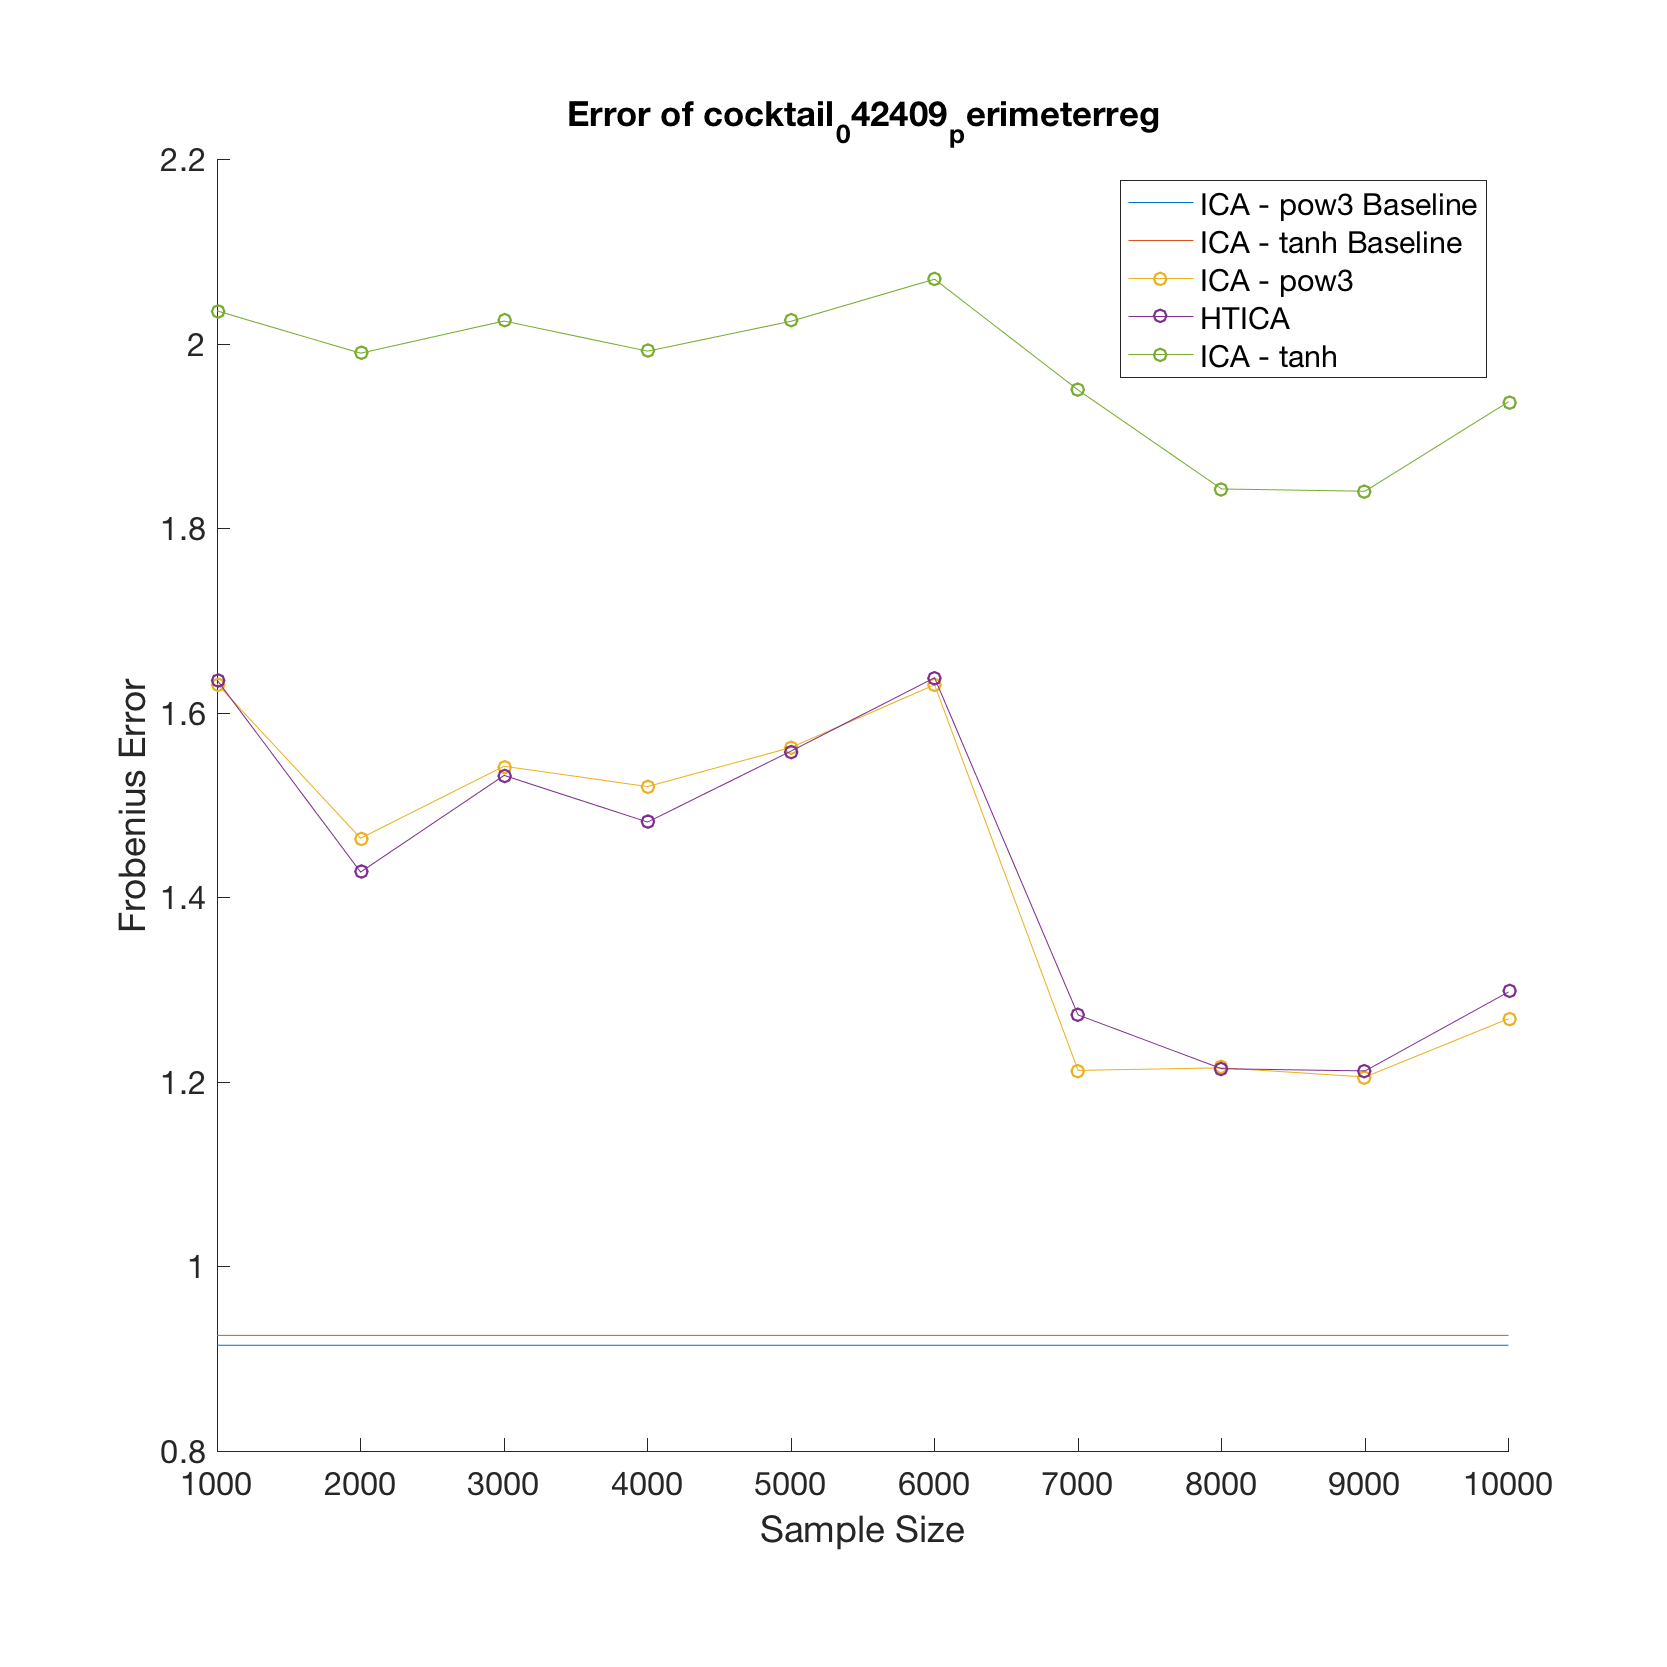 Error of cocktail_042409_perimeterreg
2.2
2
1.8
1.6
1.4
1.2
1
0.8
Frobenius Error
ICA - pow3 Baseline
ICA - tanh Baseline
ICA - pow3
HTICA
ICA - tanh
1000 2000 3000 4000 5000 6000 7000 8000 9000 10000
Sample Size